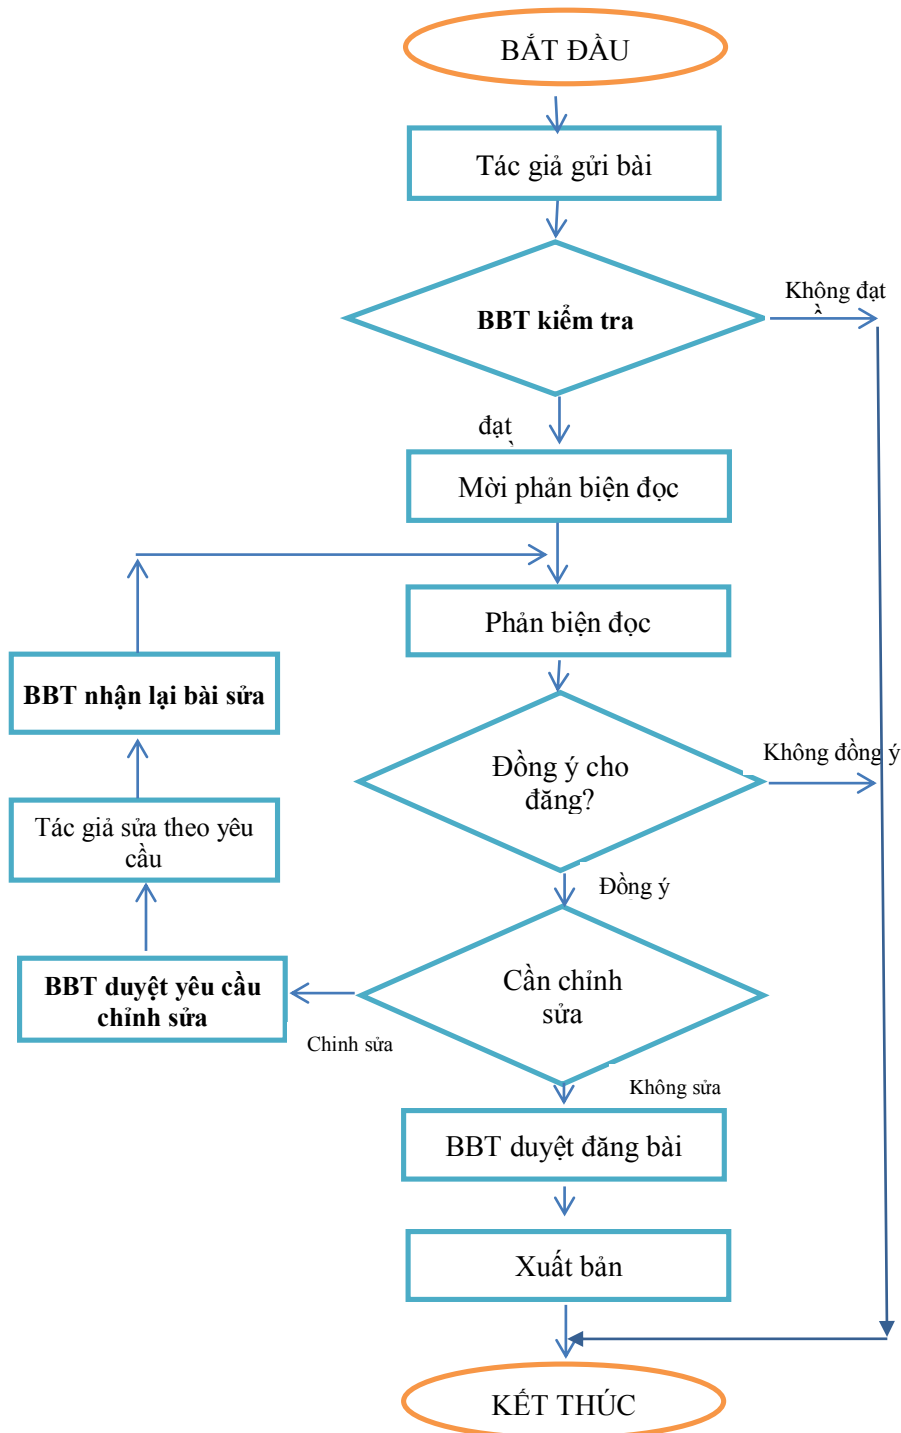 BẮT ĐẦU
Tác giả gửi bài
Không đạt
BBT kiểm tra
đạt
Mời phản biện đọc
Phản biện đọc
BBT nhận lại bài sửa
Không đồng ý
Đồng ý cho
đăng?
Tác giả sửa theo yêu
cầu
Đồng ý
Cần chỉnh
sửa
BBT duyệt yêu cầu
chỉnh sửa
Chinh sửa
Không sửa
BBT duyệt đăng bài
Xuất bản
KẾT THÚC